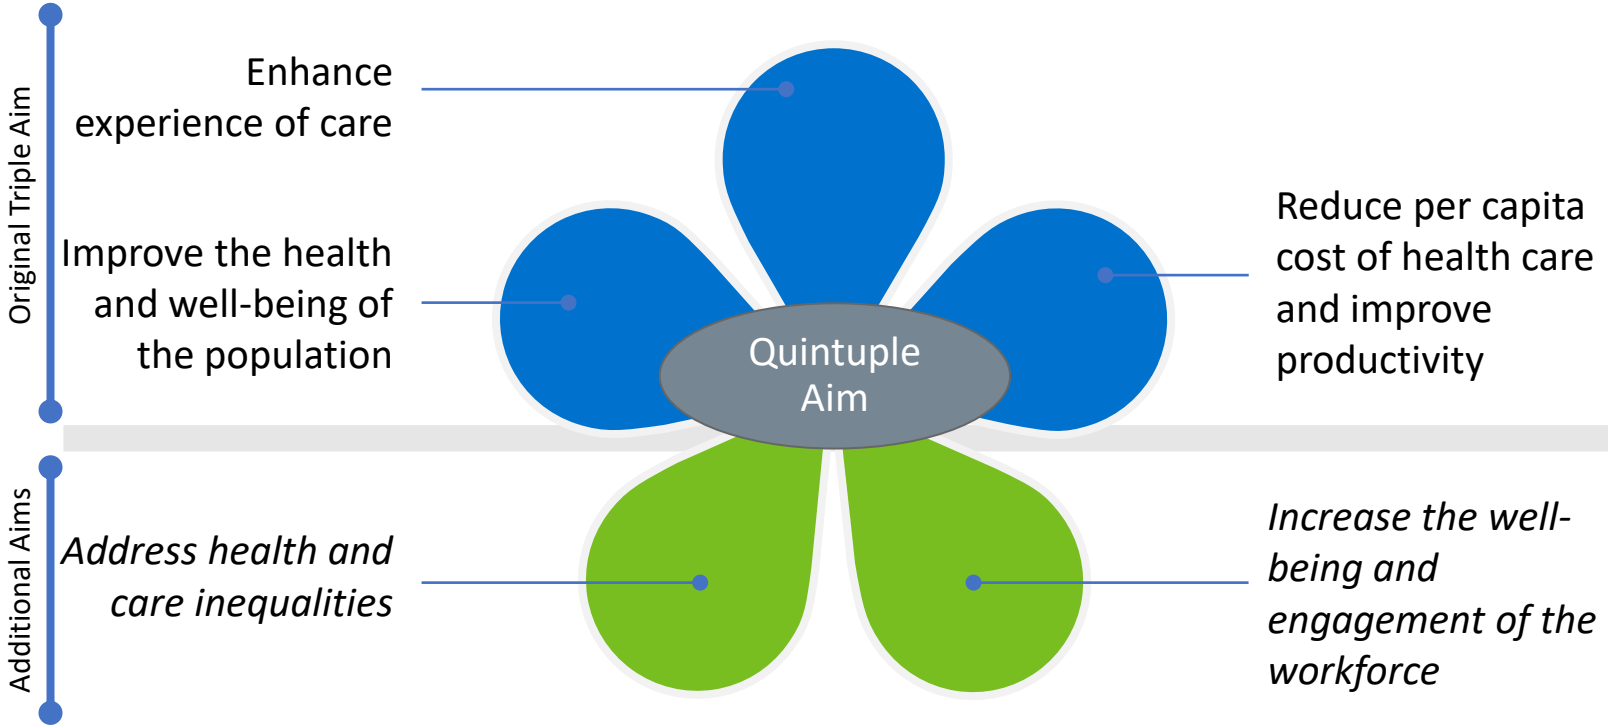 Original Triple Aim
Enhance
experience of care
Improve the health
and well-being of
the population
Reduce per capita
cost of health care
and improve
productivity
Quintuple
Aim
Additional Aims
Address health and
care inequalities
Increase the well-
being and
engagement of the
workforce